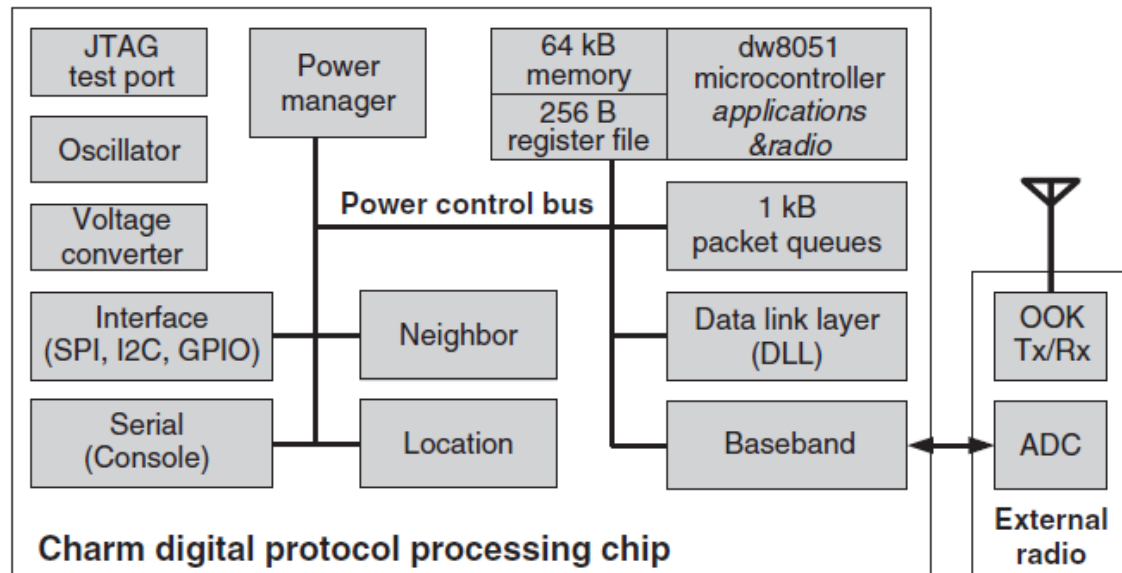 JTAG
test port
Oscillator
Voltage
converter
Interface
(SPI, I2C, GPIO)
Serial
(Console)
Power
manager
Power control bus
Neighbor
Location
64 kB
memory
256 B
register file
dw8051
microcontroller
applications
&radio
1 kB
packet queues
Data link layer
(DLL)
Baseband
OOK
Tx/Rx
ADC
External
radio
Charm digital protocol processing chip